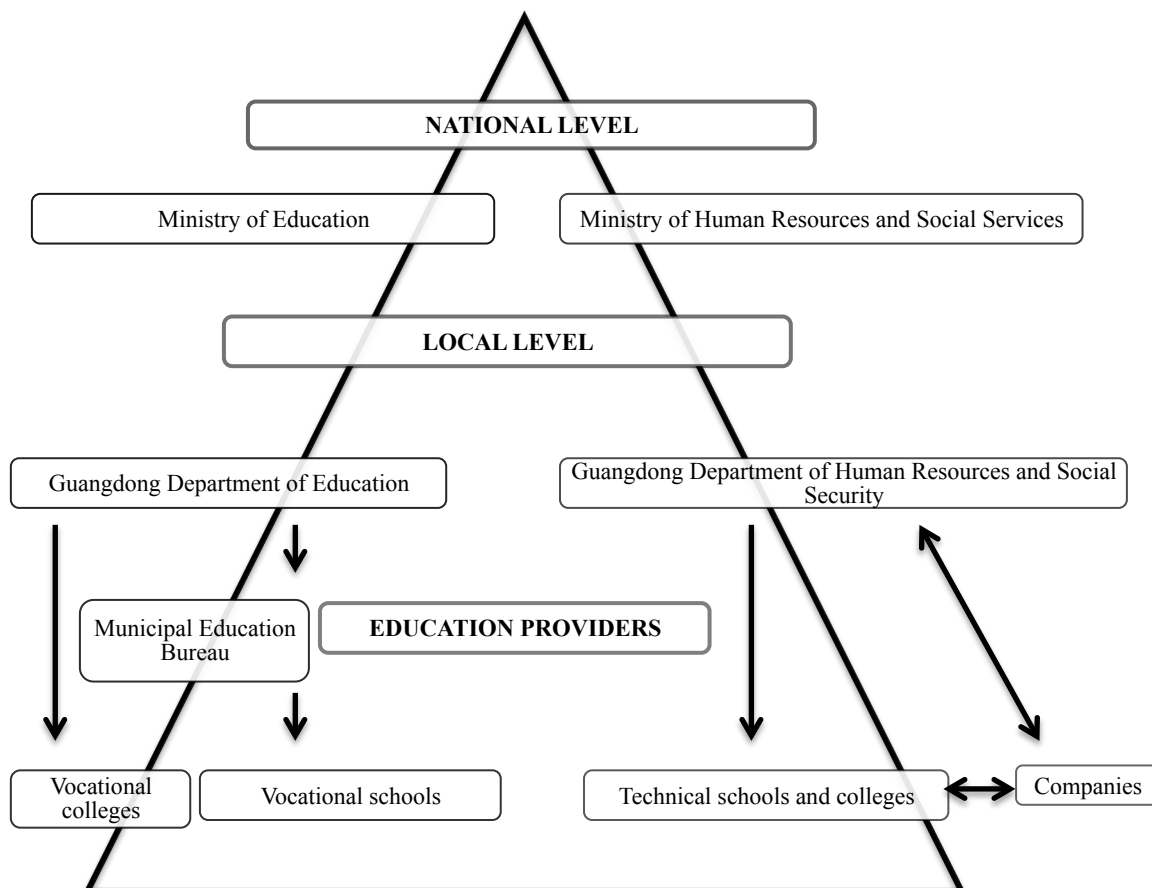 NATIONAL LEVEL
Ministry of Education
Ministry of Human Resources and Social Services
LOCAL LEVEL
Guangdong Department of Education
Guangdong Department of Human Resources and Social
Security
Municipal Education
Bureau
EDUCATION PROVIDERS
Vocational
colleges
Vocational schools
Technical schools and colleges
Companies